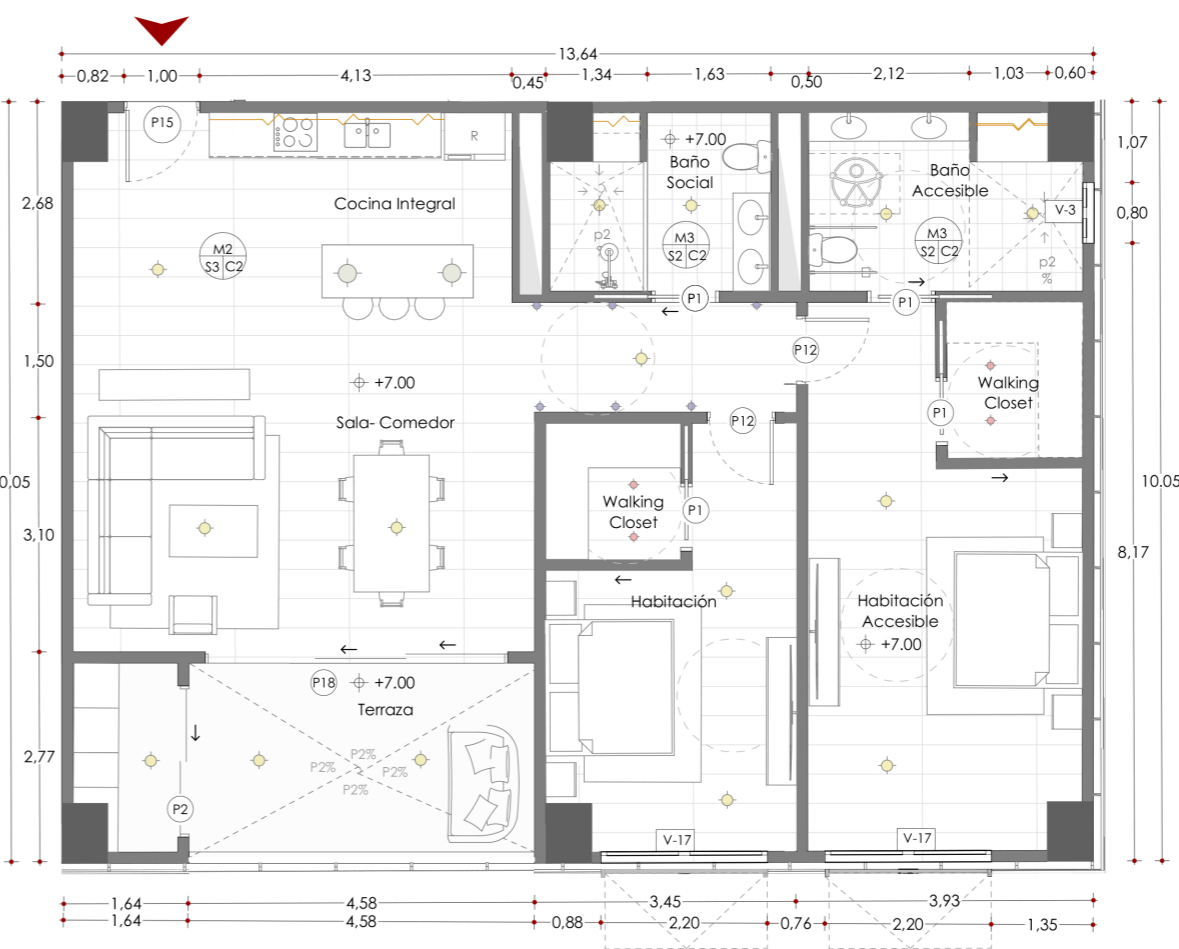 13,64
0,82
1,00
4,13
0,45
1,34
1,63
0,50
2,12
1,03
0,60
P15
R
+7.00
Baño
Social
Baño
Accesible
1,07
2,68
Cocina Integral
V-3
0,80
M2
S3 C2
p2
%
M3
S2 C2
M3
S2 C2
p2
%
P1
P1
1,50
P12
+7.00
Walking
Closet
P1
Sala- Comedor
P12
10.05
3,10
Walking
Closet
P1
8,17
Habitación
Habitación
Accesible
+7.00
P18
+7.00
Terraza
2,77
P2%
P2%
P2%
P2%
P2
V-17
V-17
1,64
4,58
3,45
3,93
1,64
4,58
0,88
2,20
0,76
2,20
1,35